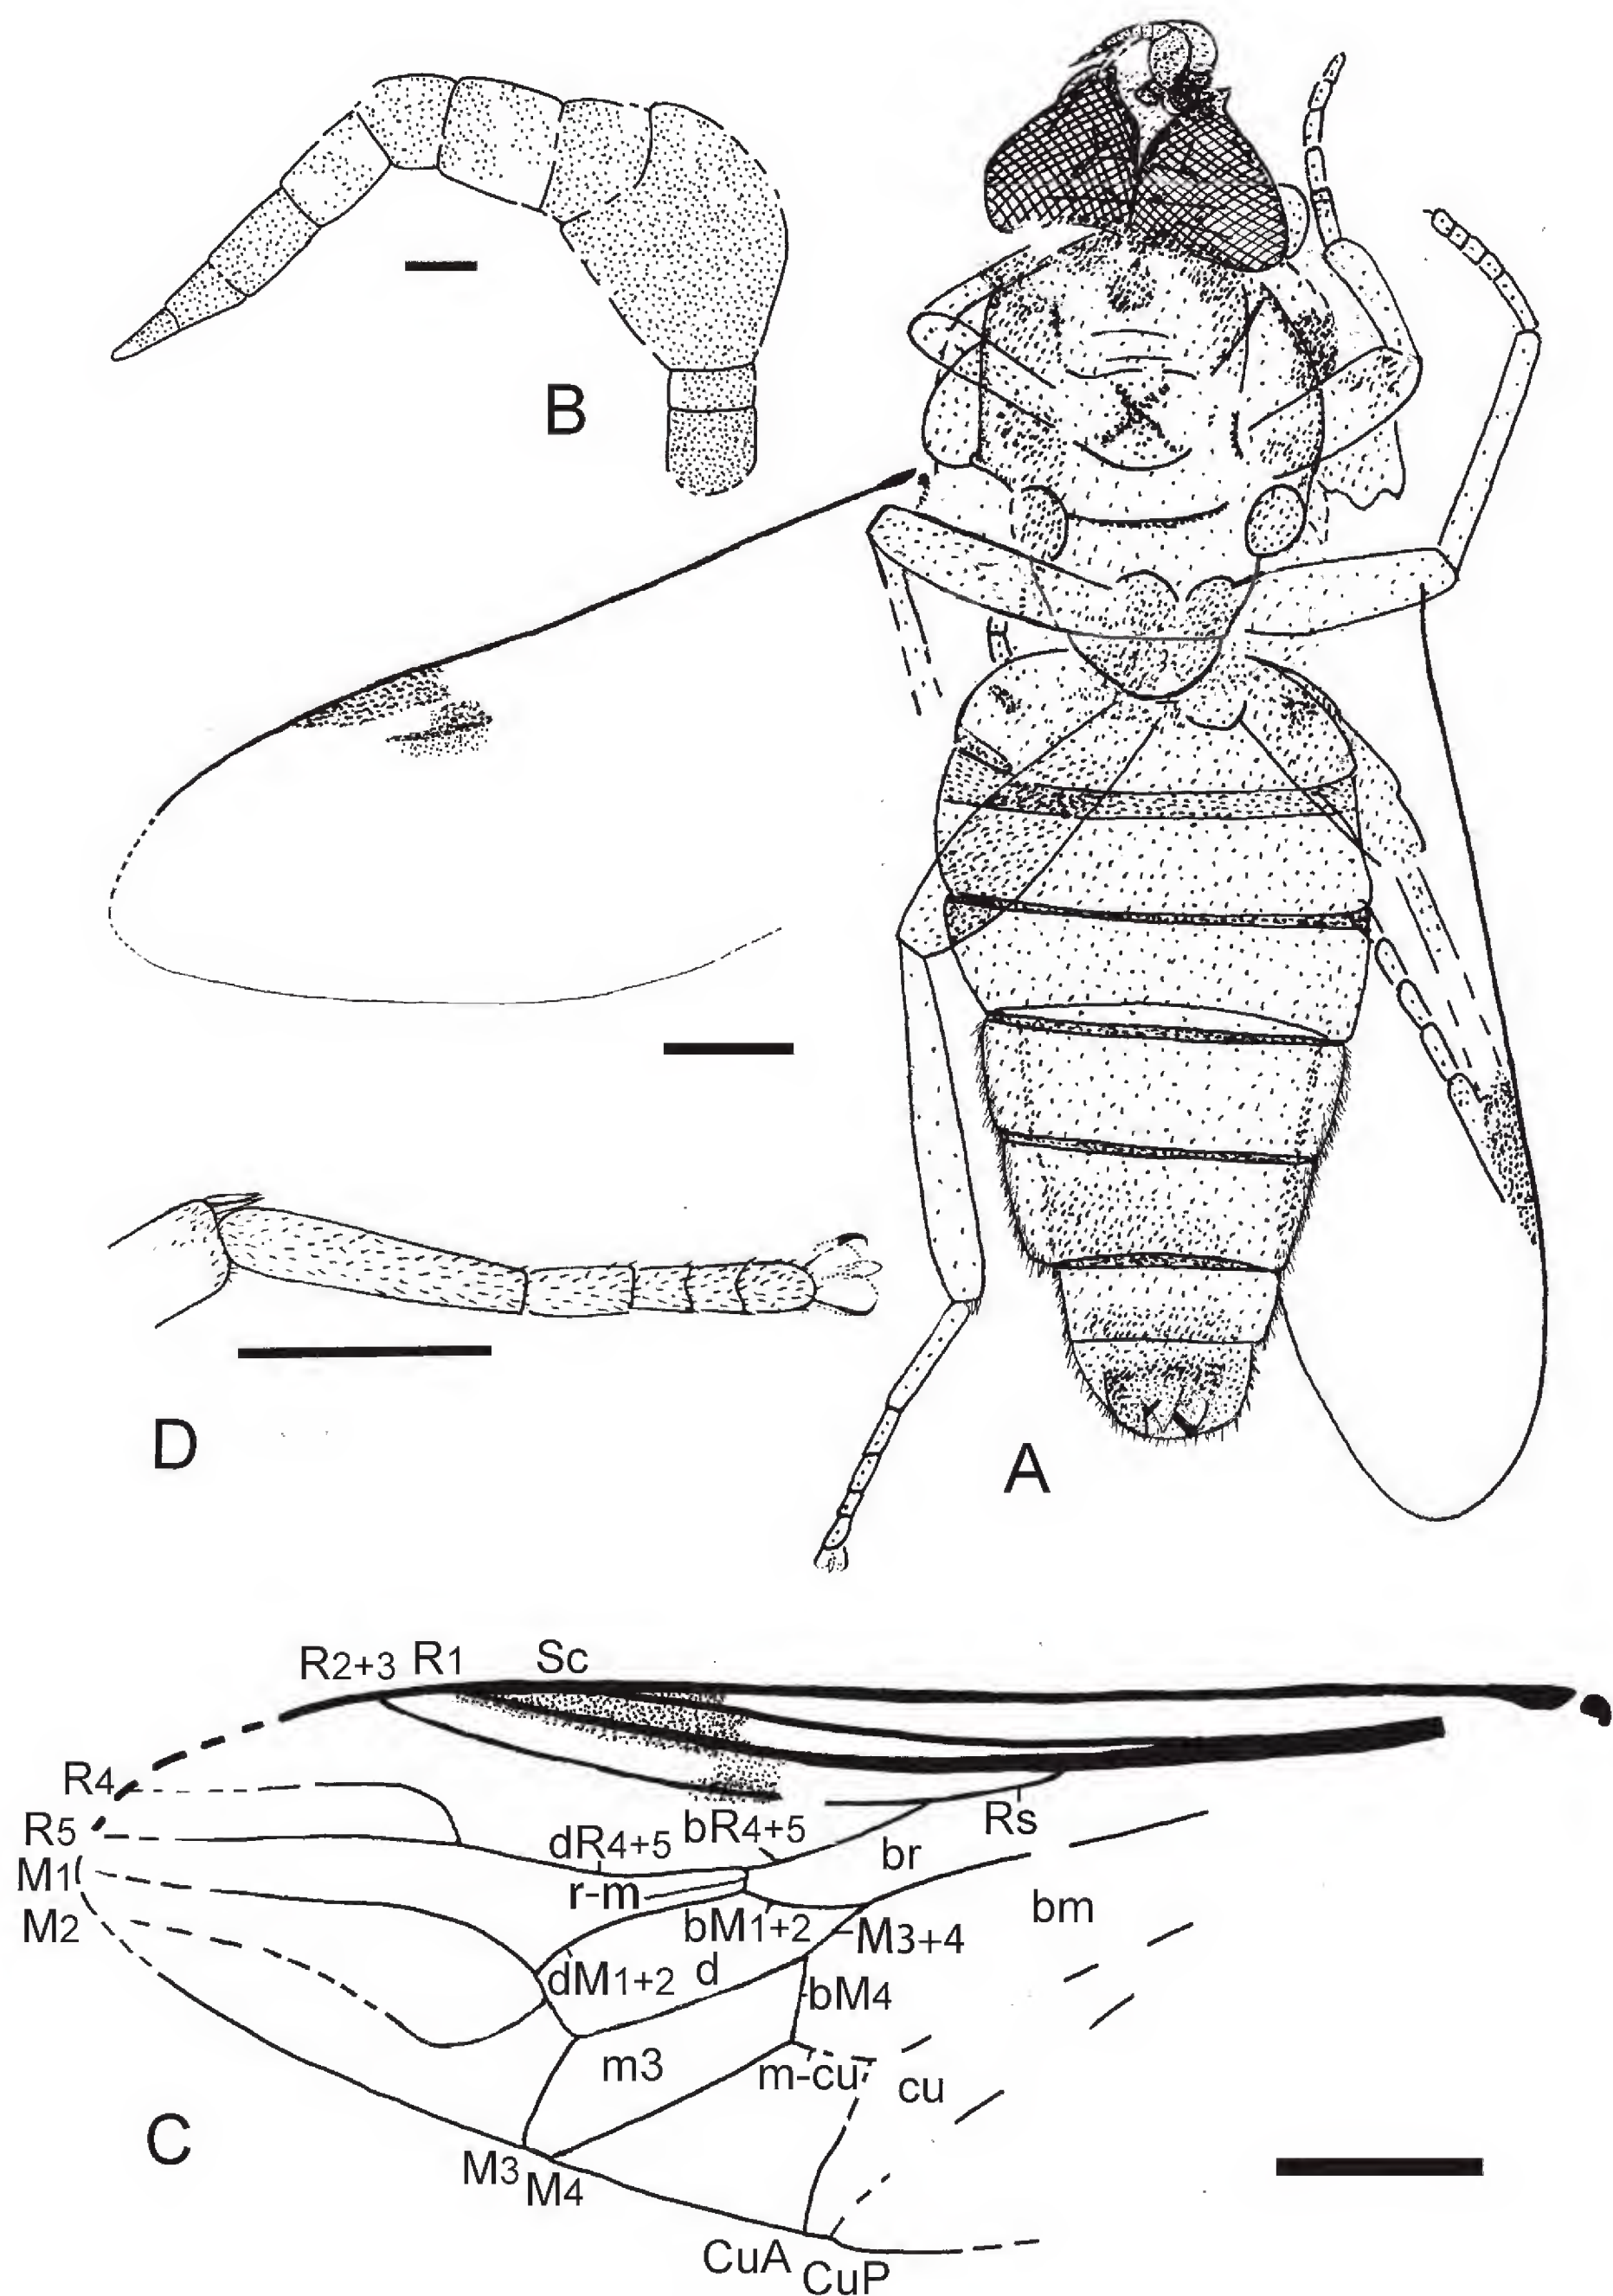 B
D
A
R2+3 R1 Sc
R4
R5
dR4+5 bR4+5 Rs
br
M1
r-m
bm
M2
bM1+2 M3+4
dM1+2 d
bM4
m3 m-cu cu
C
M3 M4
CuA CuP